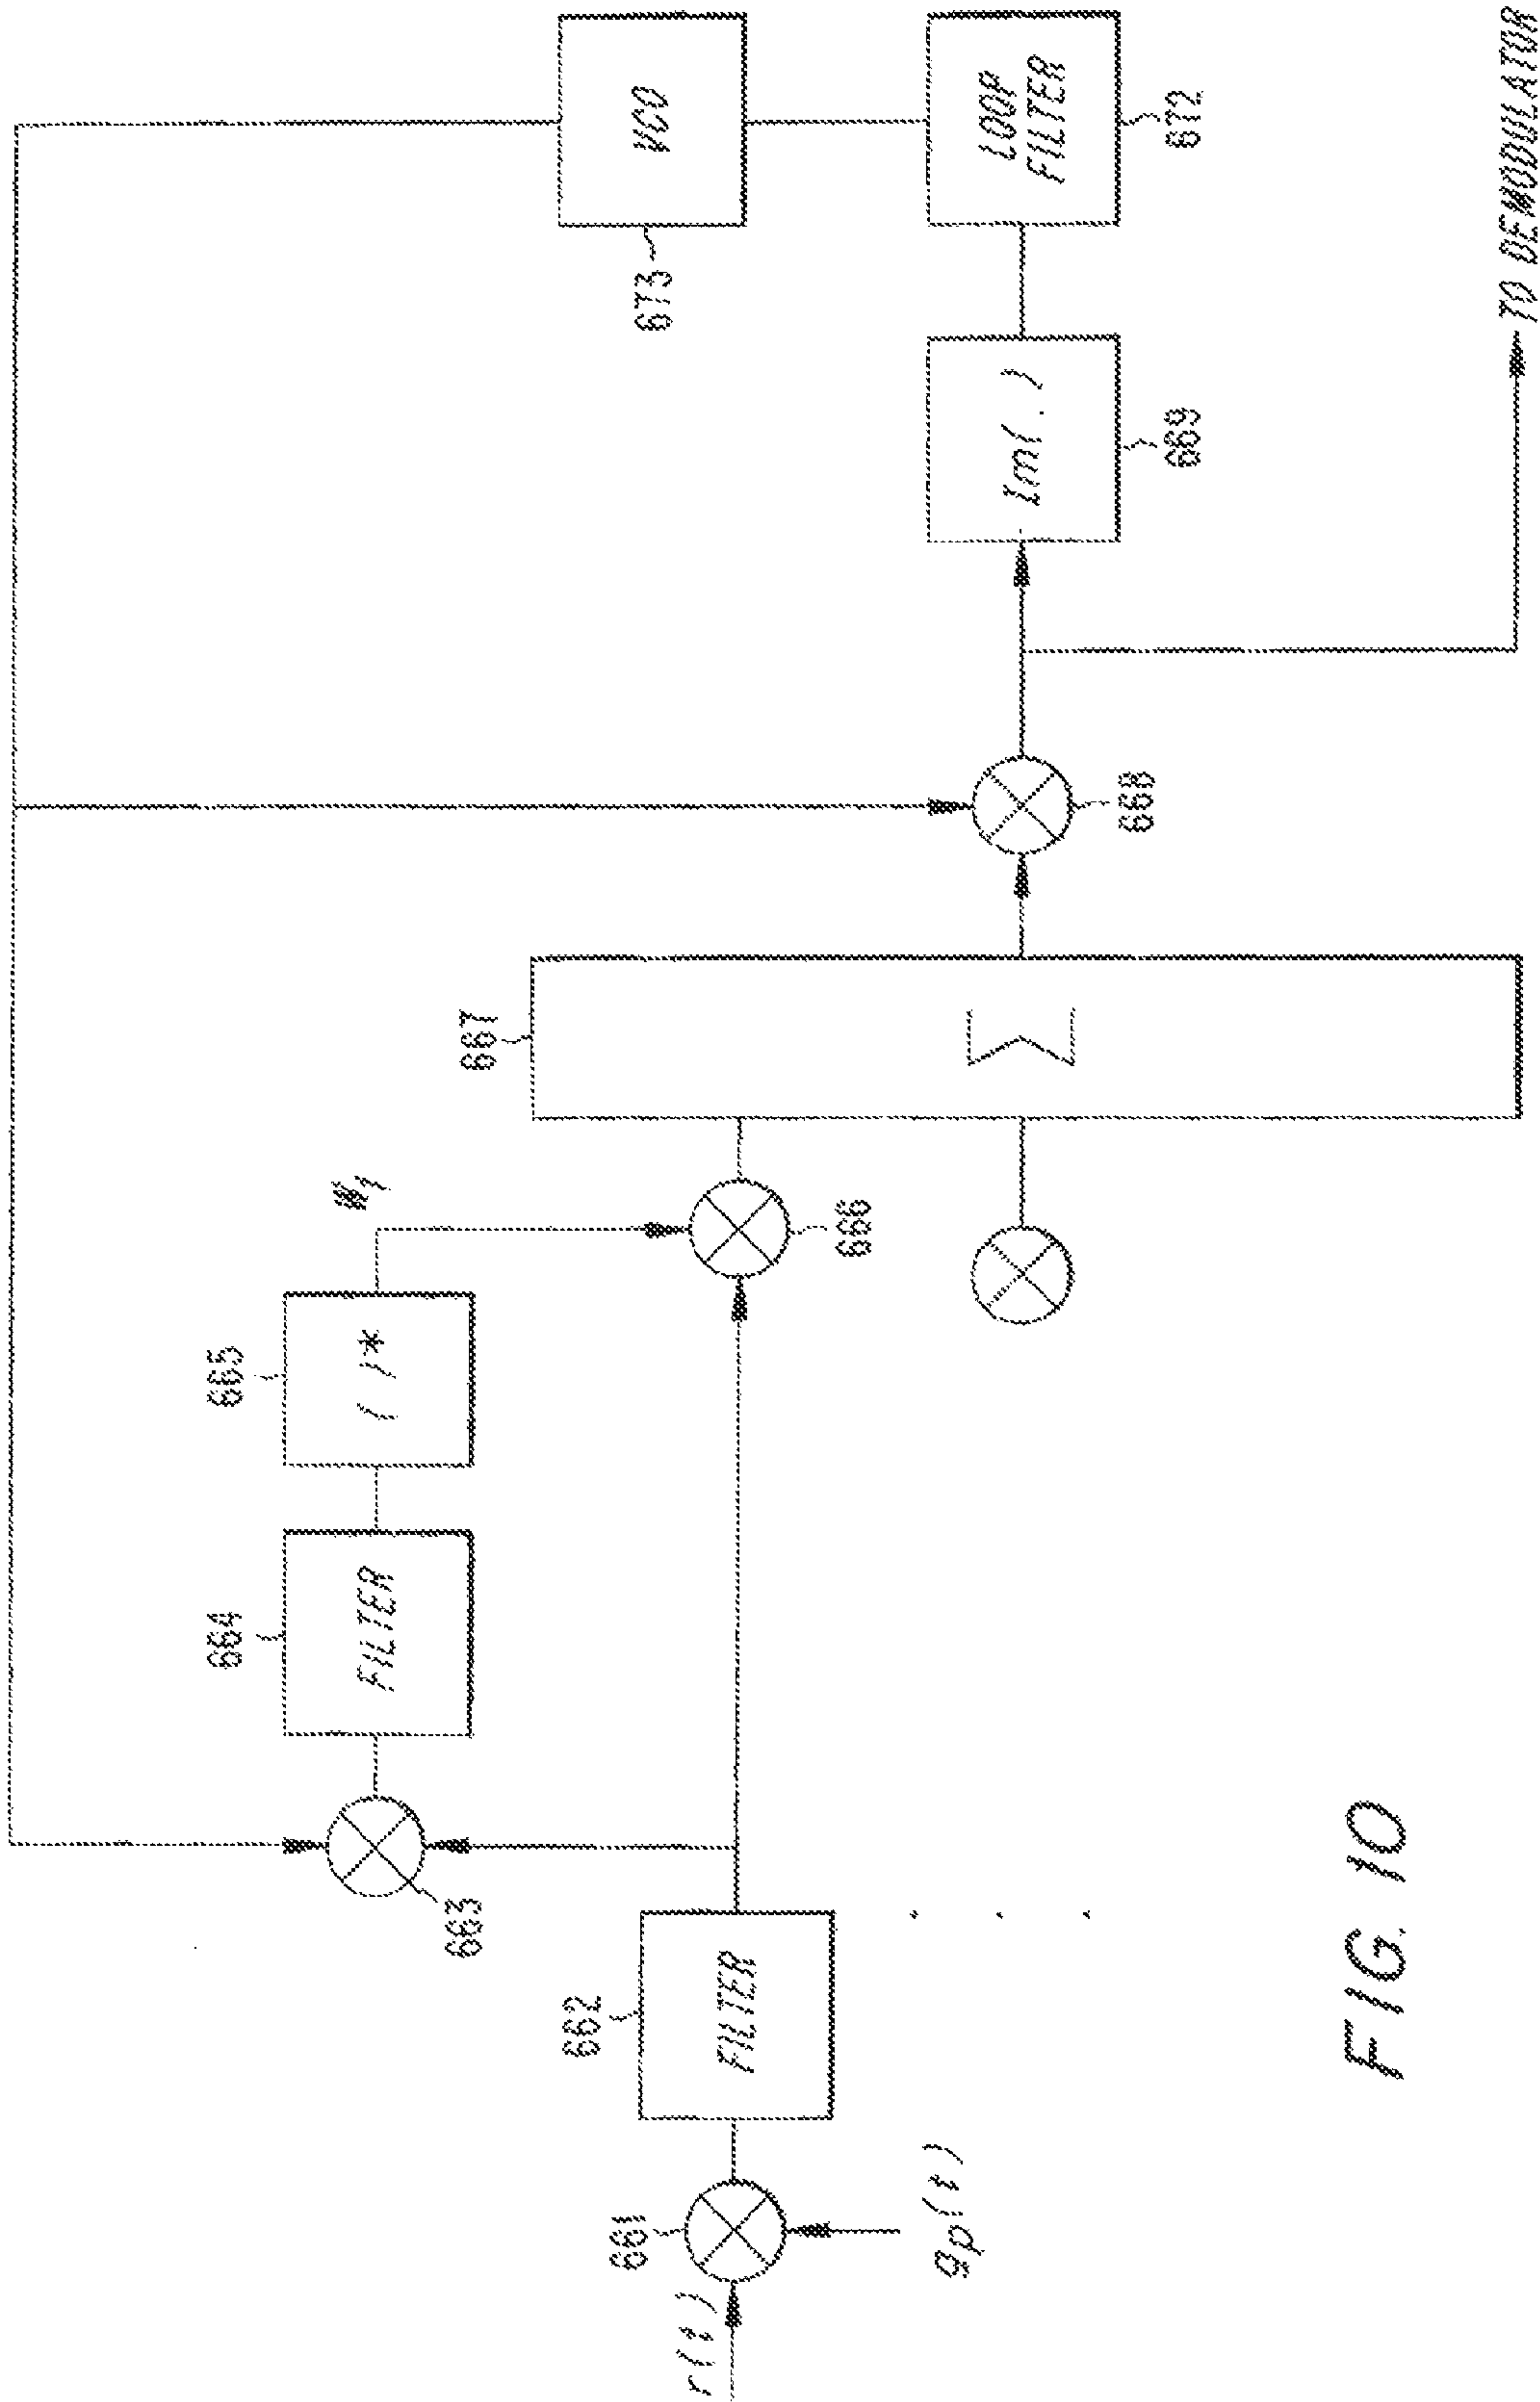 VCO
673
LOOP
FILTER
672
Im(.)
669
TO DEMODULATOR
668
667
Σ
W1
666
665
( )*
664
FILTER
663
662
FILTER
661
r(t)
gp(t)
FIG. 10